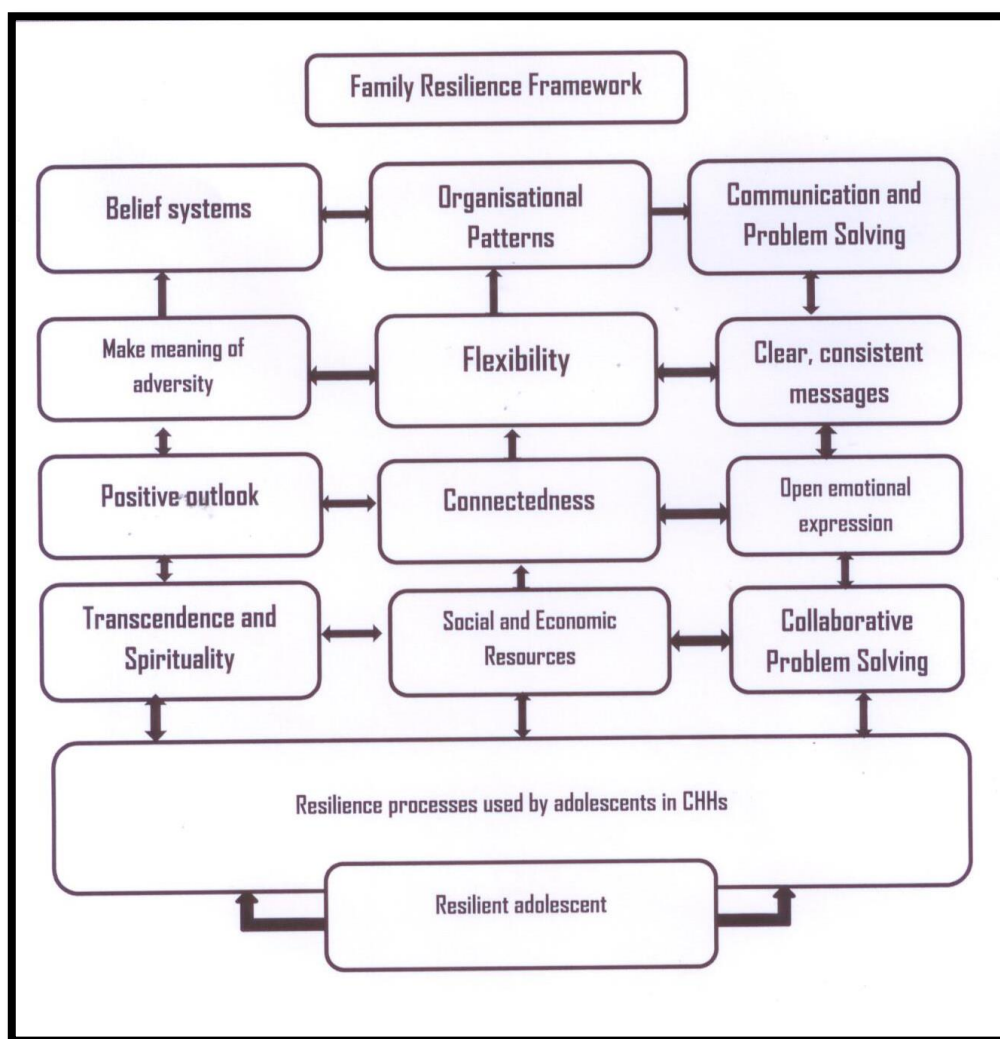 Family Resilience Framework
Belief systems
Organisational
Patterns
Communication and
Problem Solving
Make meaning of
adversity
Flexibility
Clear, consistent
messages
Positive outlook
Connectedness
Open emotional
expression
Transcendence and
Spirituality
Social and Economic
Resources
Collaborative
Problem Solving
Resilience processes used by adolescents in CHHs
Resilient adolescent